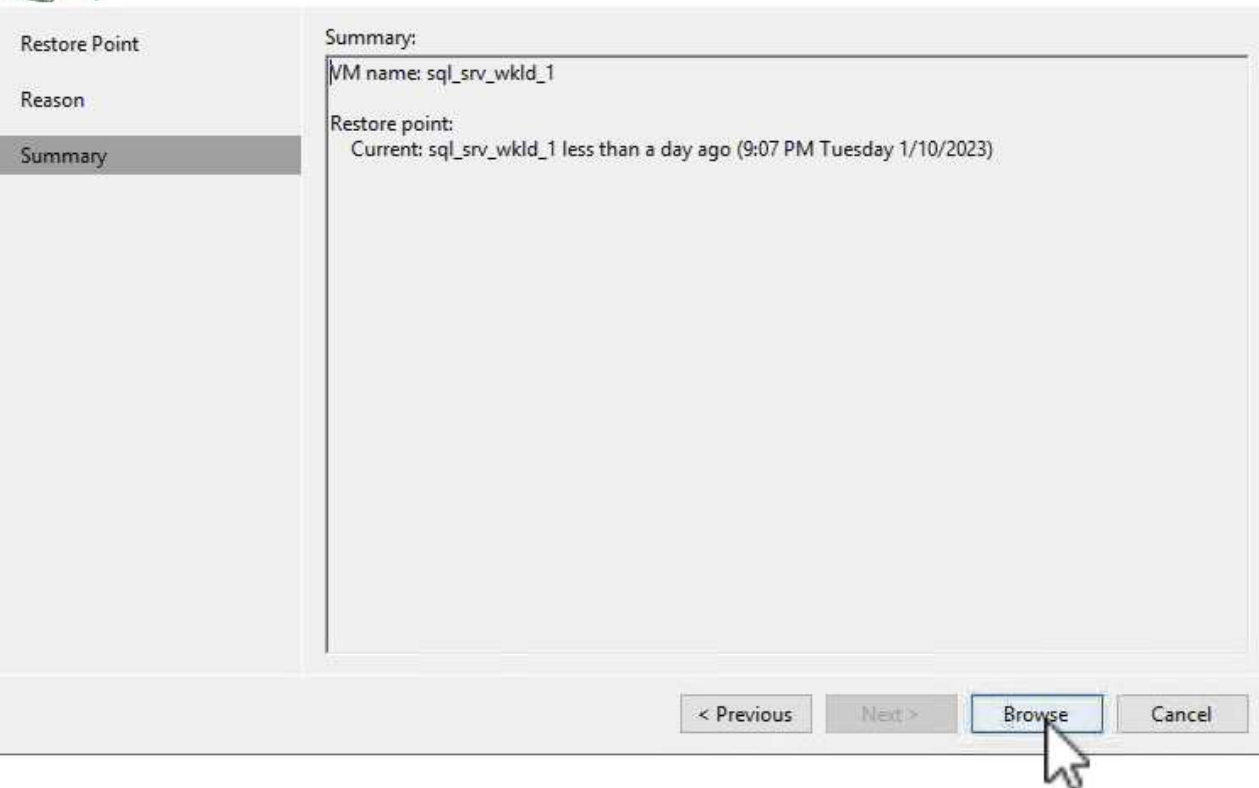 Restore Point
Reason
Summary
Summary:
VM name: sql_srv_wkld_1
Restore point:
Current: sql_srv_wkld_1 less than a day ago (9:07 PM Tuesday 1/10/2023)
< Previous
Next >
Browse
Cancel